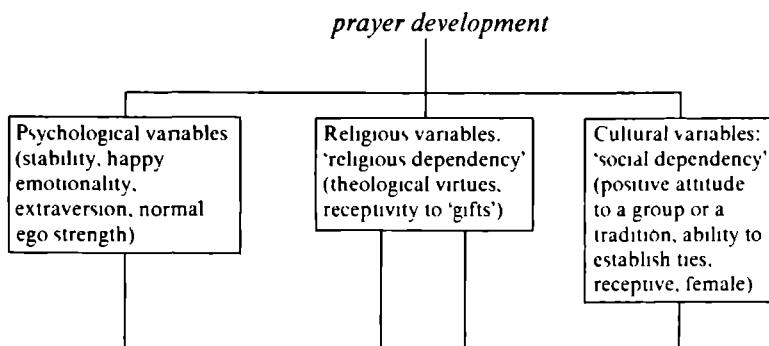 prayer development
Psychological variables
(stability, happy
emotionality,
extraversion, normal
ego strength)
Religious variables.
‘religious dependency’
(theological virtues,
receptivity to ‘gifts’)
Cultural variables:
‘social dependency’
(positive attitude
to a group or a
tradition, ability to
establish ties,
receptive, female)